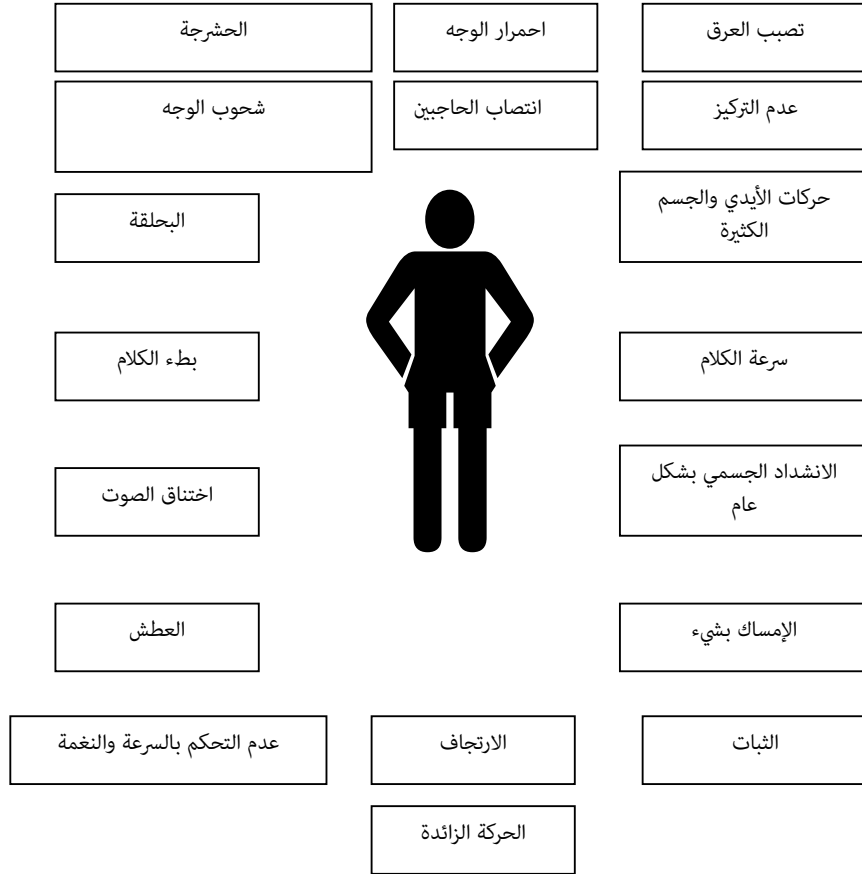 تصبب العرق
احمرار الوجه
الحشرجة
عدم التركيز
انتصاب الحاجبين
شحوب الوجه
حركات الأيدي والجسم
الكثيرة
البحلقة
سرعة الكلام
بطء الكلام
الانشداد الجسمي بشكل
عام
اختناق الصوت
الإمساك بشيء
العطش
الثبات
الارتجاف
عدم التحكم بالسرعة والنغمة
الحركة الزائدة